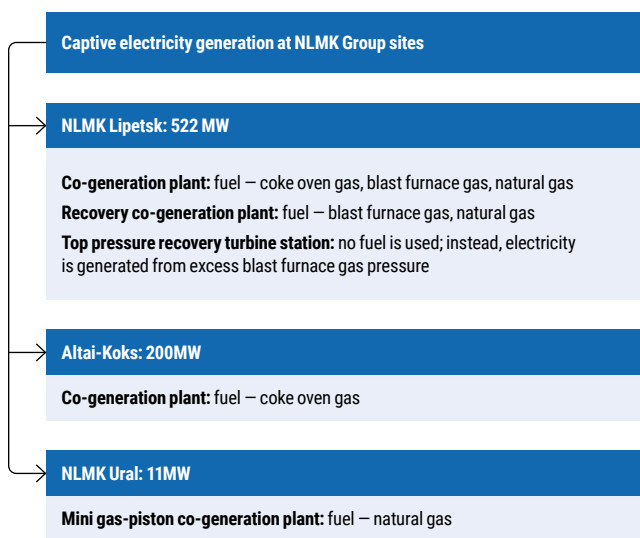 Captive electricity generation at NLMK Group sites
NLMK Lipetsk: 522 MW
Co-generation plant: fuel — coke oven gas, blast furnace gas, natural gas
Recovery co-generation plant: fuel — blast furnace gas, natural gas
Top pressure recovery turbine station: no fuel is used; instead, electricity
is generated from excess blast furnace gas pressure
Altai-Koks: 200MW
Co-generation plant: fuel — coke oven gas
NLMK Ural: 11MW
Mini gas-piston co-generation plant: fuel — natural gas